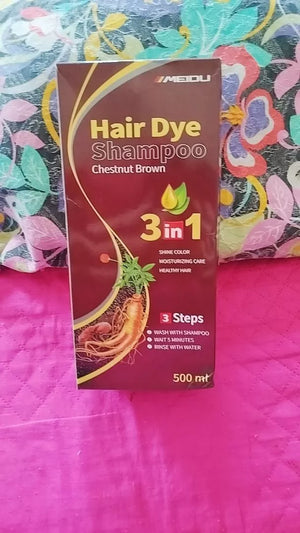 MEIDU
Hair Dye
Shampoo
Chestnut Brown
3 in 1
SHINE COLOR
MOISTURIZING CARE
HEALTHY HAIR
3 Steps
WASH WITH SHAMPOO
WAIT 5 MINUTES
RINSE WITH WATER
500 ml